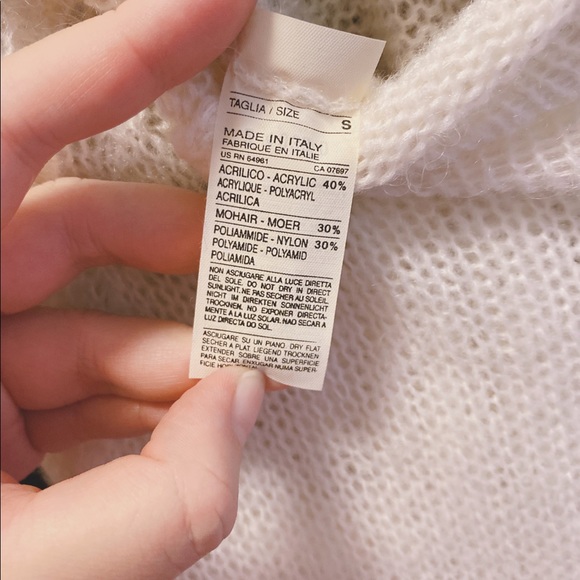 TAGLIA / SIZE S
MADE IN ITALY
FABRIQUE EN ITALIE
US RN 54961 CA 07697
ACRILICO - ACRYLIC 40%
ACRYLIQUE - POLYACRYL
ACRILICA
MOHAIR - MOER 30%
POLIAMMIDE - NYLON 30%
POLYAMIDE - POLYAMID
POLIAMIDA
NON ASCIUGARE ALLA LUCE DIRETTA
DEL SOLE. DO NOT DRY IN DIRECT
SUNLIGHT. NE PAS SECHER AU SOLEIL.
NICHT IM DIREKTEN SONNENLICHT
TROCKNEN. NO EXPONER DIRECTA-
MENTE A LA LUZ SOLAR. NAO SECAR A
LUZ DIRECTA DO SOL.
ASCIUGARE SU UN PIANO. DRY FLAT
SECHER A PLAT. LIEGEND TROCKNEN
EXTENDER SOBRE UNA SUPERFICIE
PARA SECAR. ENXUGAR NUMA SUPER-
FICIE